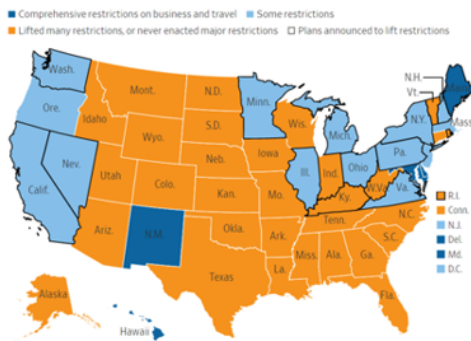 Comprehensive restrictions on business and travel
Some restrictions
Lifted many restrictions, or never enacted major restrictions
Plans announced to lift restrictions
Wash.
Mont.
N.D.
Minn.
N.H.
Vt.
Maine
Ore.
Idaho
S.D.
Wis.
Mich.
N.Y.
Mass
Wyo.
Nev.
Neb.
Iowa
Ill.
Ind.
Ohio
Pa.
Calif.
Utah
Colo.
Kan.
Mo.
Ky.
W.Va
Va.
R.I.
Conn.
N.J.
Del.
Md.
D.C.
Ariz.
N.M.
Okla.
Ark.
Tenn.
N.C.
S.C.
Texas
La.
Miss.
Ala.
Ga.
Fla.
Alaska
Hawaii